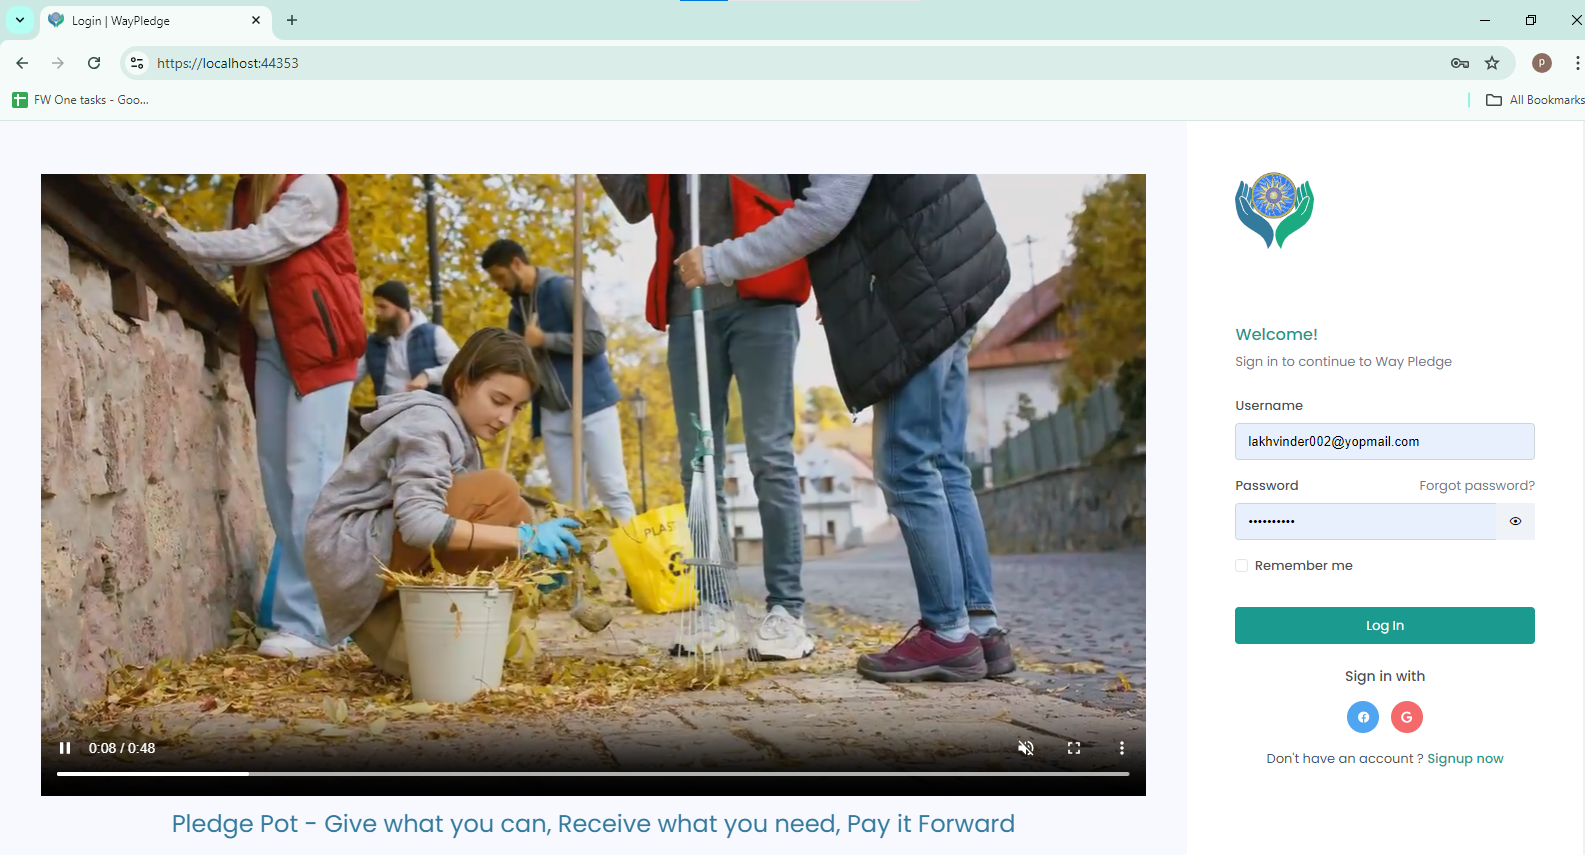 Login | WayPledge
https://localhost:44353
P
FW One tasks - Goo...
All Bookmarks
PLAST
0:08 / 0:48
Pledge Pot - Give what you can, Receive what you need, Pay it Forward
Welcome!
Sign in to continue to Way Pledge
Username
lakhvinder002@yopmail.com
Password Forgot password?
••••••••••
Remember me
Log In
Sign in with
G
Don't have an account ? Signup now